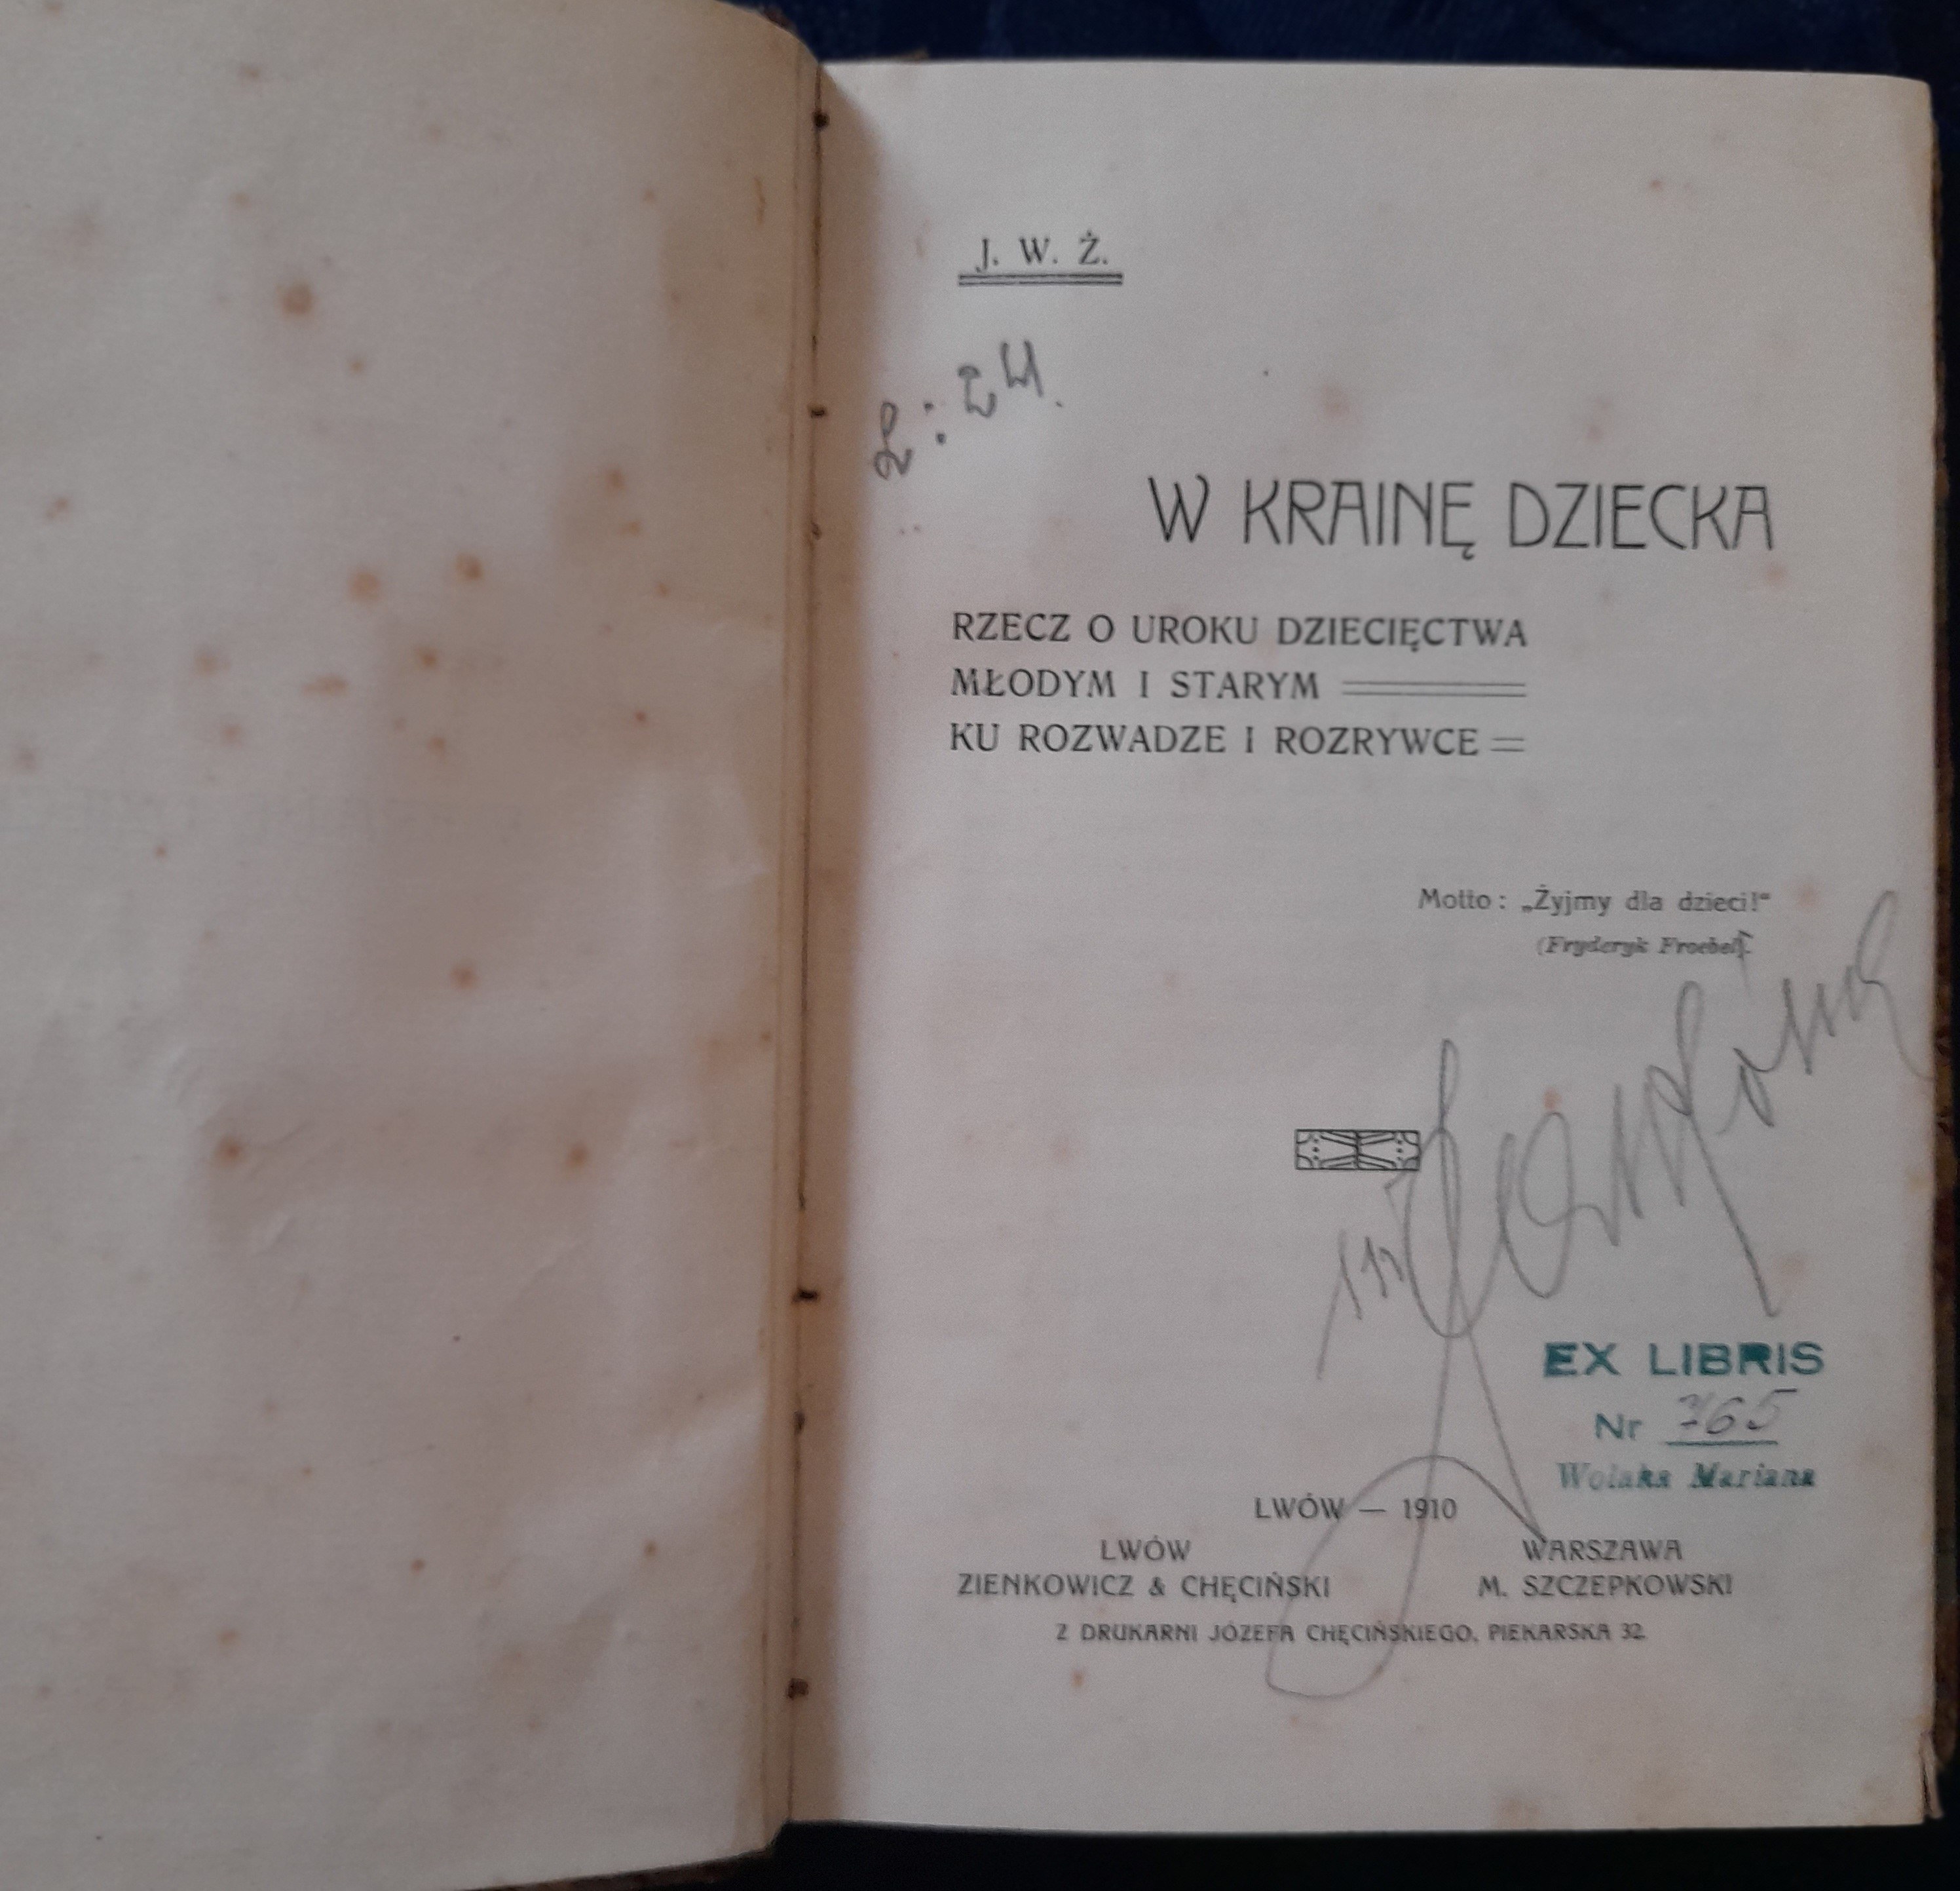 J. W. Ż.
W KRAINĘ DZIECKA
RZECZ O UROKU DZIECIĘCTWA
MŁODYM I STARYM
KU ROZWADZE I ROZRYWCE
Motto: „Żyjmy dla dzieci!“
(Fryderyk Froebel).
EX LIBRIS
Nr 765
Wolaka Mariana
LWÓW — 1910
LWÓW
ZIENKOWICZ & CHĘCIŃSKI
WARSZAWA
M. SZCZEPKOWSKI
Z DRUKARNI JÓZEFA CHĘCIŃSKIEGO, PIEKARSKA 32.